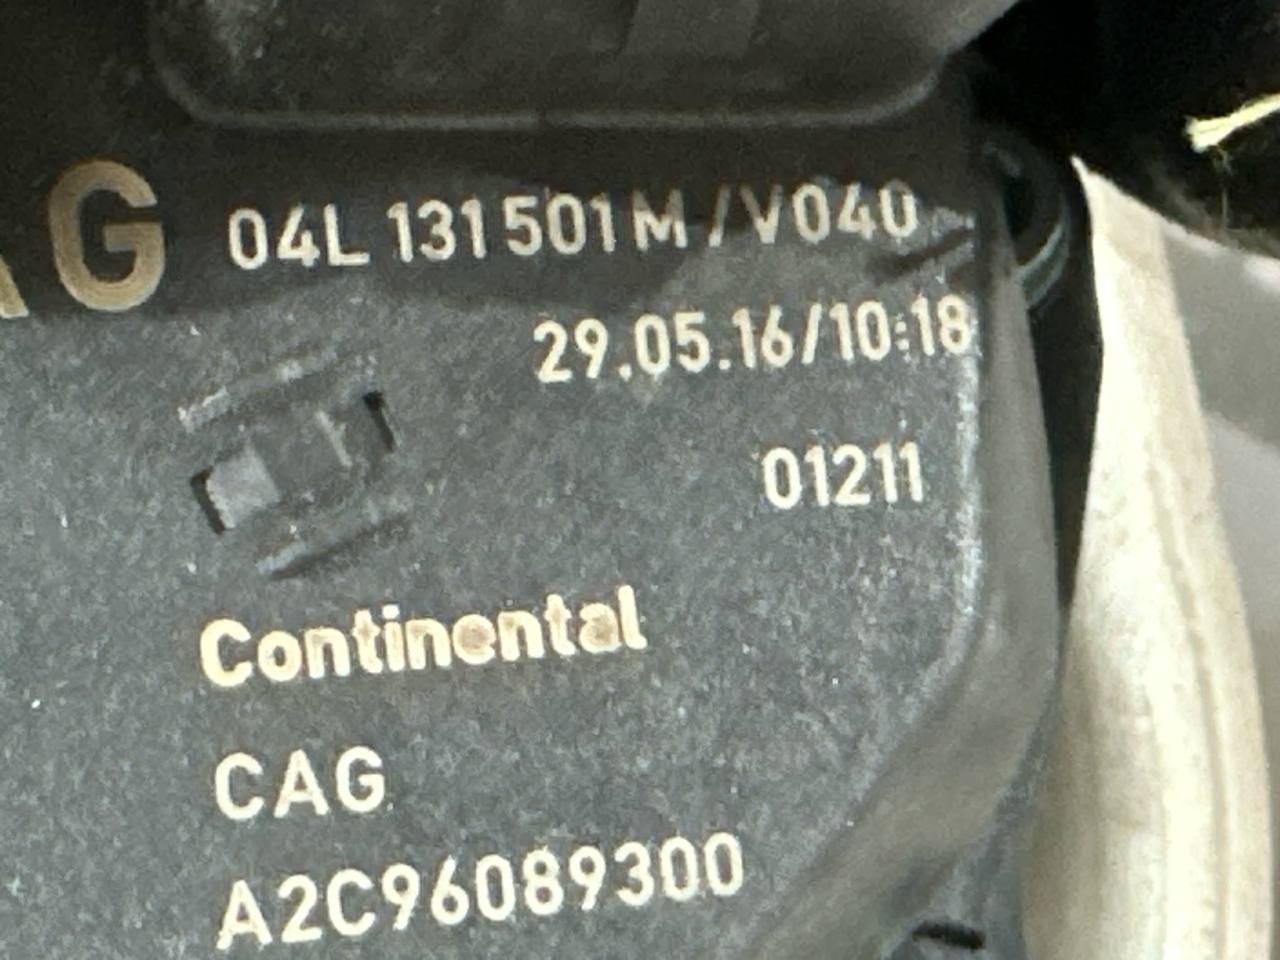 AG 04L 131 501 M /V040
29.05.16/10:18
01211
Continental
CAG
A2C96089300